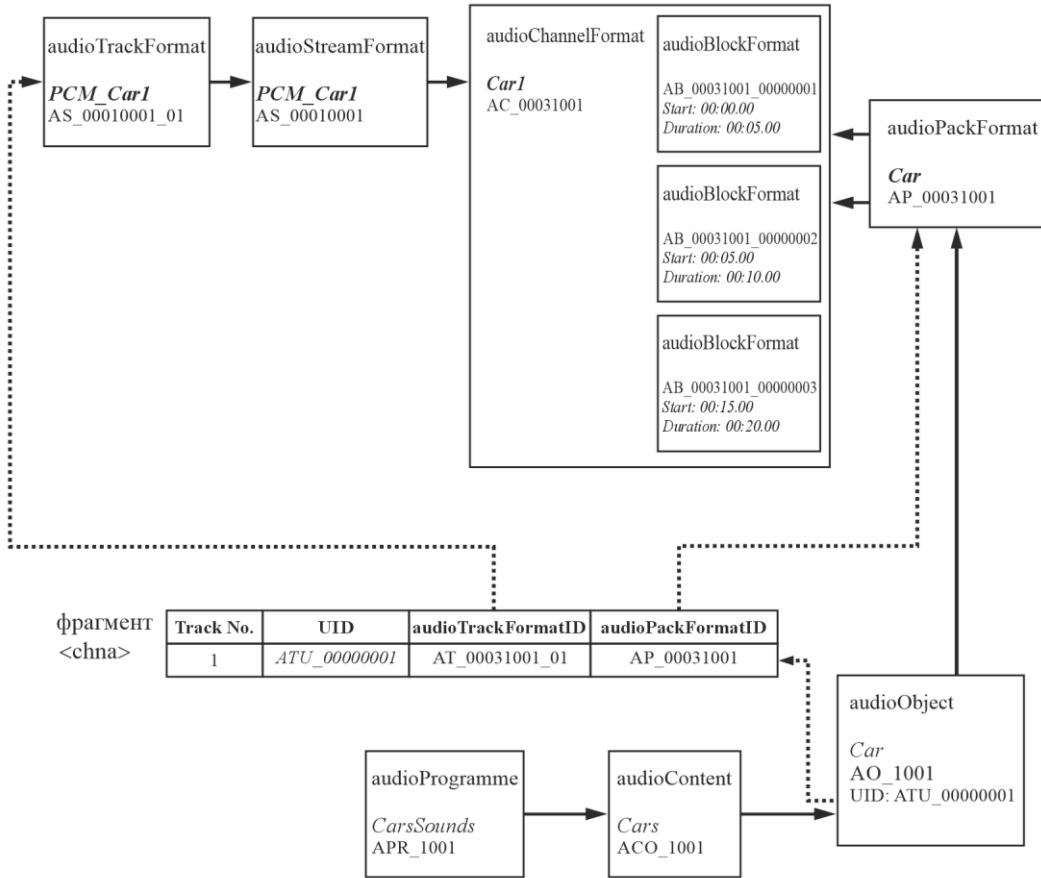 audioTrackFormat
PCM_Car1
AS_00010001_01
audioStreamFormat
PCM_Car1
AS_00010001
audioChannelFormat
Car1
AC_00031001
audioBlockFormat
AB_00031001_00000001
Start: 00:00.00
Duration: 00:05.00
audioBlockFormat
AB_00031001_00000002
Start: 00:05.00
Duration: 00:10.00
audioBlockFormat
AB_00031001_00000003
Start: 00:15.00
Duration: 00:20.00
audioPackFormat
Car
AP_00031001
фрагмент
<chna>
Track No. UID audioTrackFormatID audioPackFormatID
1 ATU_00000001 AT_00031001_01 AP_00031001
audioObject
Car
AO_1001
UID: ATU_00000001
audioProgramme
CarsSounds
APR_1001
audioContent
Cars
ACO_1001